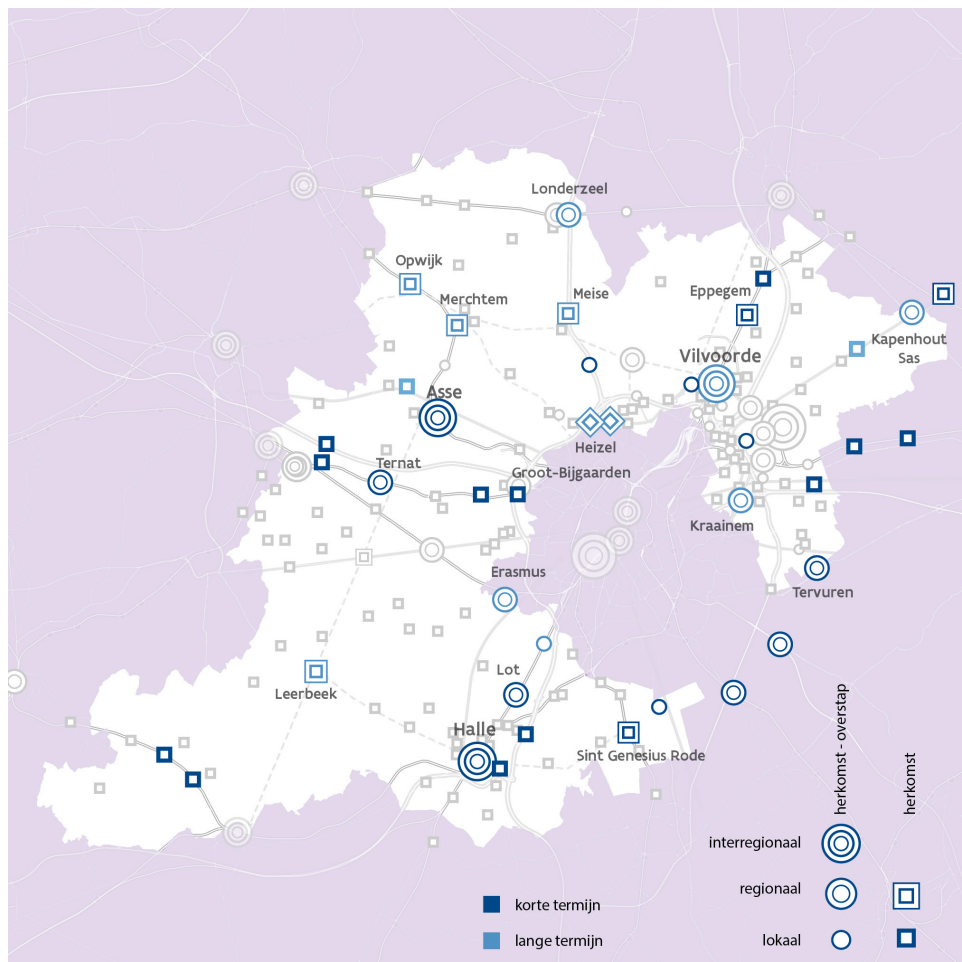 Londerzeel
Opwijk
Merchtem
Meise
Eppegem
Kapenhout
Sas
Vilvoorde
Asse
Heizel
Ternat
Groot-Bijgaarden
Kraainem
Erasmus
Tervuren
Lot
Leerbeek
Halle
Sint Genesius Rode
herkomst - overstap
herkomst
interregionaal
regionaal
lokaal
korte termijn
lange termijn